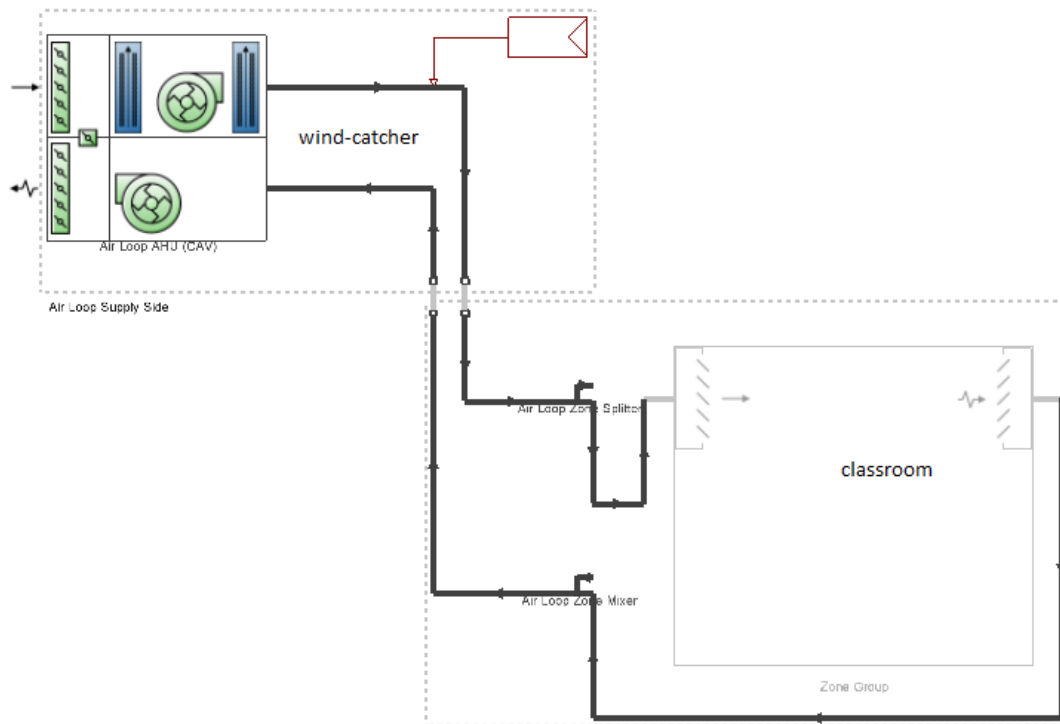 wind-catcher
Air Loop AHU (CAV)
Air Loop Supply Side
Air Loop Zone Splitter
classroom
Air Loop Zone Mixer
Zone Group